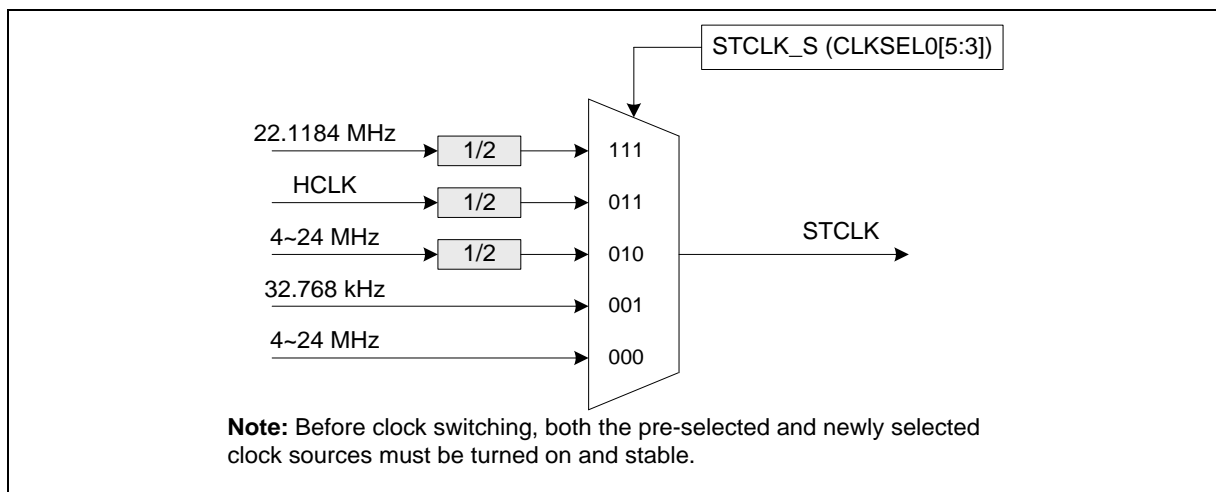 STCLK_S (CLKSEL0[5:3])
22.1184 MHz
1/2
111
HCLK
1/2
011
4~24 MHz
1/2
010
STCLK
32.768 kHz
001
4~24 MHz
000
Note: Before clock switching, both the pre-selected and newly selected
clock sources must be turned on and stable.